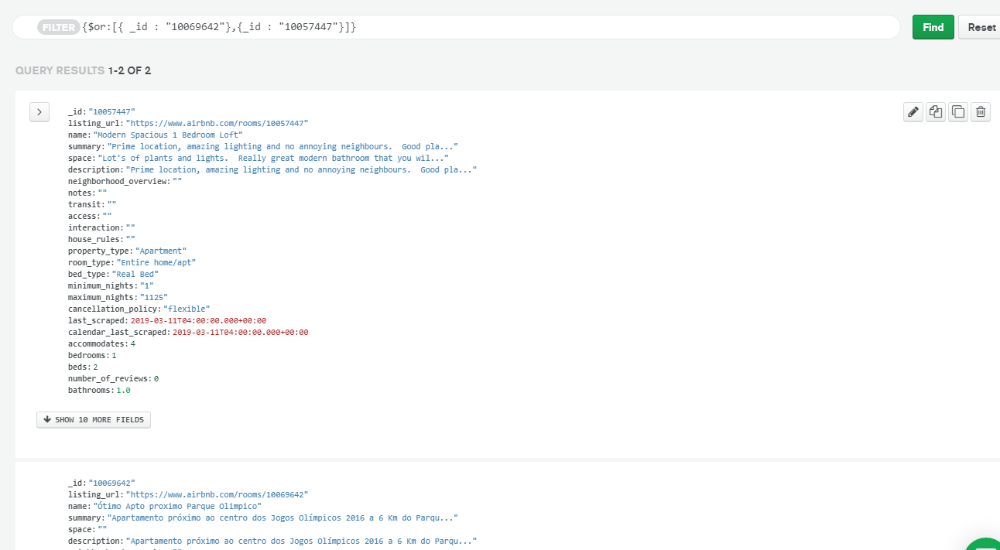 FILTER {$or:[{ _id : "10069642"},{_id : "10057447"}]} Find Reset
QUERY RESULTS 1-2 OF 2
_id: "10057447"
listing_url: "https://www.airbnb.com/rooms/10057447"
name: "Modern Spacious 1 Bedroom Loft"
summary: "Prime location, amazing lighting and no annoying neighbours.  Good pla..."
space: "Lot's of plants and lights.  Really great modern bathroom that you wil..."
description: "Prime location, amazing lighting and no annoying neighbours.  Good pla..."
neighborhood_overview: ""
notes: ""
transit: ""
access: ""
interaction: ""
house_rules: ""
property_type: "Apartment"
room_type: "Entire home/apt"
bed_type: "Real Bed"
minimum_nights: "1"
maximum_nights: "1125"
cancellation_policy: "flexible"
last_scraped: 2019-03-11T04:00:00.000+00:00
calendar_last_scraped: 2019-03-11T04:00:00.000+00:00
accommodates: 4
bedrooms: 1
beds: 2
number_of_reviews: 0
bathrooms: 1.0
SHOW 10 MORE FIELDS
_id: "10069642"
listing_url: "https://www.airbnb.com/rooms/10069642"
name: "Ótimo Apto proximo Parque Olimpico"
summary: "Apartamento próximo ao centro dos Jogos Olímpicos 2016 a 6 Km do Parqu..."
space: ""
description: "Apartamento próximo ao centro dos Jogos Olímpicos 2016 a 6 Km do Parqu..."